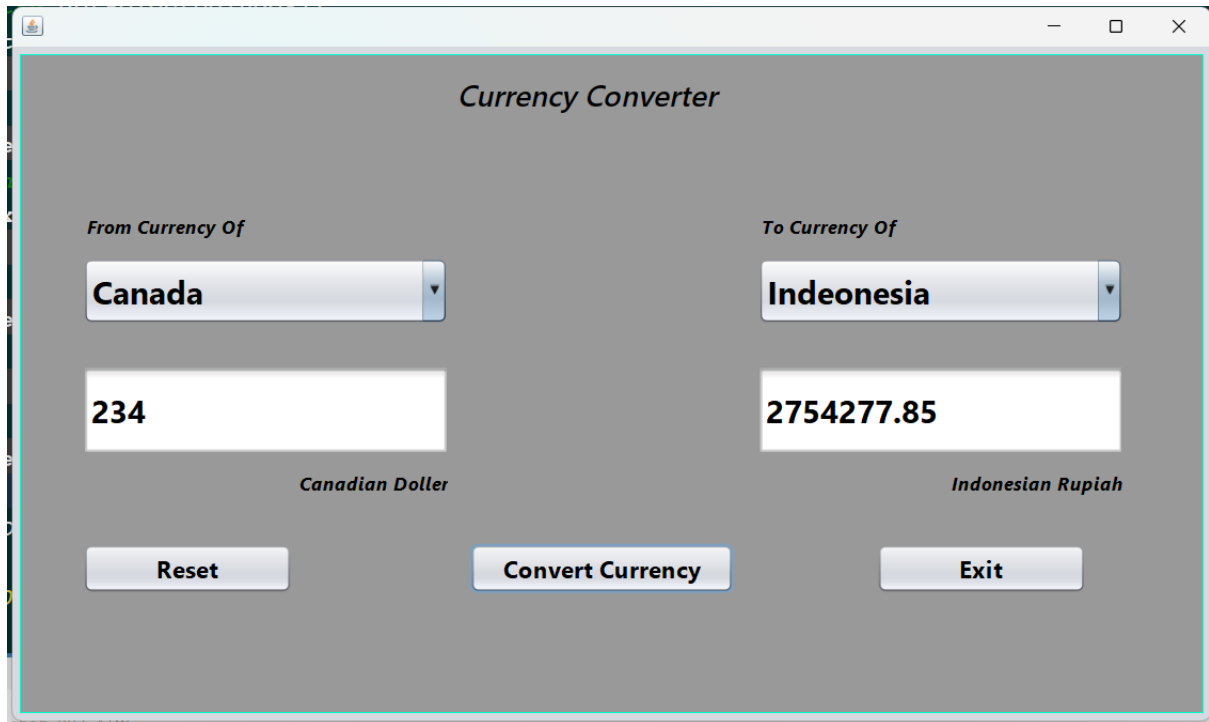 Currency Converter
From Currency Of
To Currency Of
Canada
Indeonesia
234
2754277.85
Canadian Doller
Indonesian Rupiah
Reset
Convert Currency
Exit